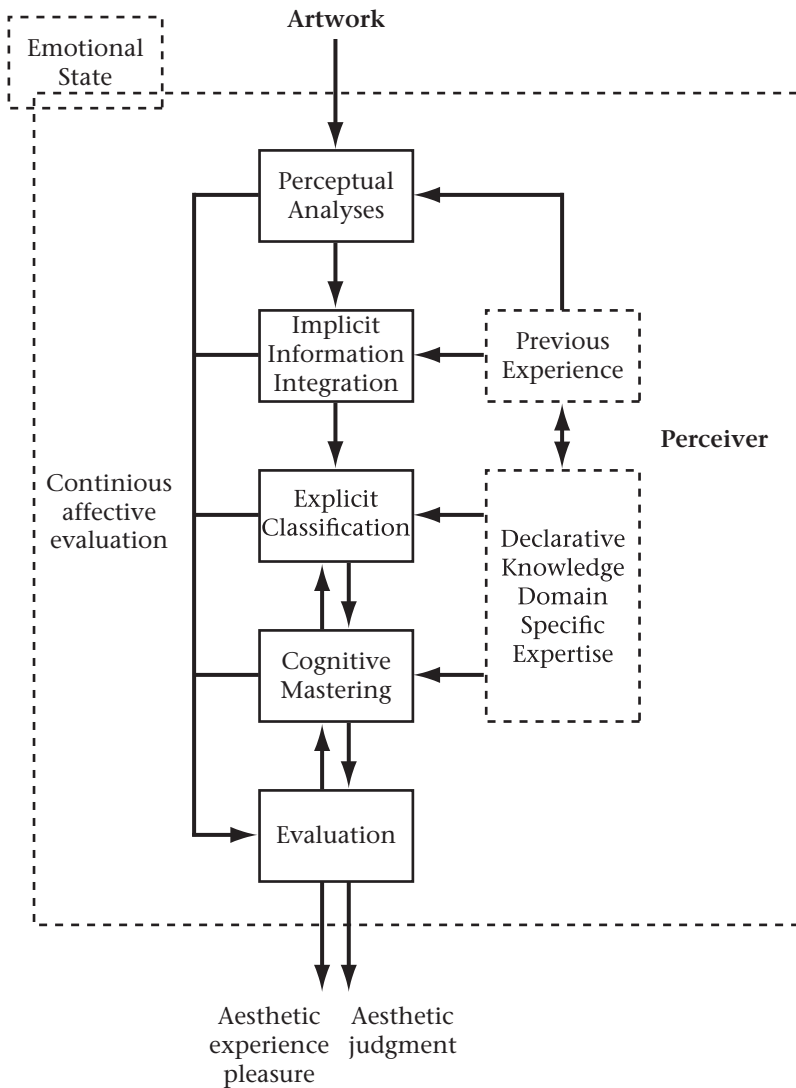 Artwork
Emotional
State
Perceptual
Analyses
Implicit
Information
Integration
Previous
Experience
Perceiver
Continious
affective
evaluation
Explicit
Classification
Declarative
Knowledge
Domain
Specific
Expertise
Cognitive
Mastering
Evaluation
Aesthetic
experience
pleasure
Aesthetic
judgment